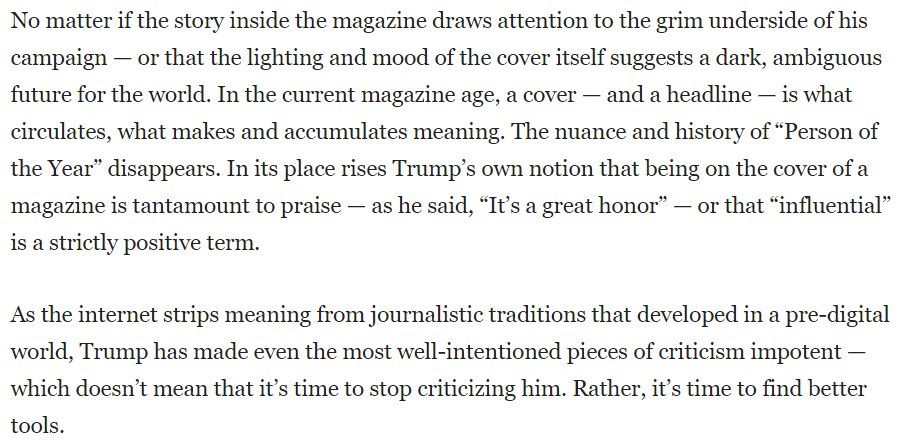 No matter if the story inside the magazine draws attention to the grim underside of his
campaign — or that the lighting and mood of the cover itself suggests a dark, ambiguous
future for the world. In the current magazine age, a cover — and a headline — is what
circulates, what makes and accumulates meaning. The nuance and history of “Person of
the Year” disappears. In its place rises Trump’s own notion that being on the cover of a
magazine is tantamount to praise — as he said, “It’s a great honor” — or that “influential”
is a strictly positive term.
As the internet strips meaning from journalistic traditions that developed in a pre-digital
world, Trump has made even the most well-intentioned pieces of criticism impotent —
which doesn’t mean that it’s time to stop criticizing him. Rather, it’s time to find better
tools.